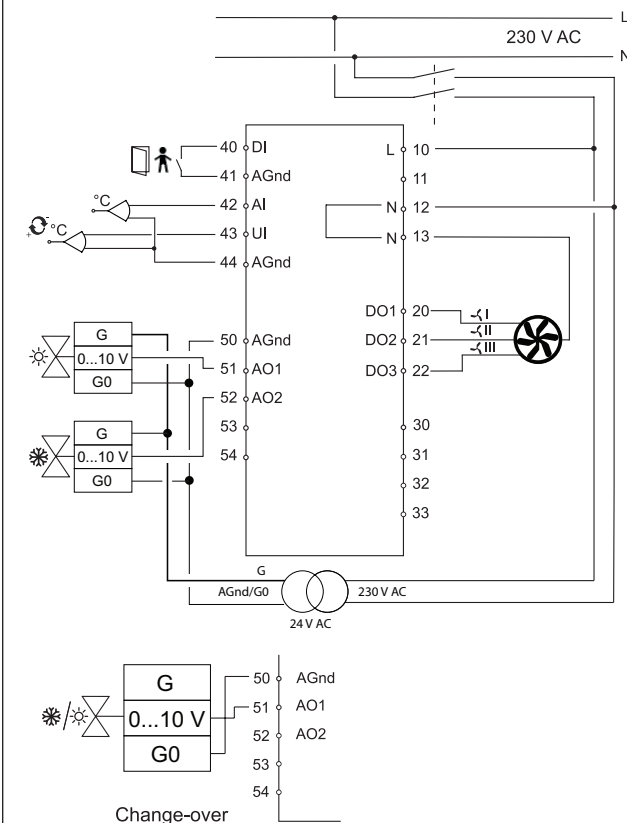 L
230 V AC
N
40 DI
L 10
41 AGnd
11
°C
42 AI
N 12
°C
43 UI
N 13
44 AGnd
DO1 20 I
G
50 AGnd
DO2 21 II
0...10 V
51 AO1
III
G0
DO3 22
52 AO2
G
53
30
0...10 V
54
31
G0
32
33
G
AGnd/G0
230 V AC
24 V AC
G
50 AGnd
0...10 V
51 AO1
52 AO2
G0
53
54
Change-over